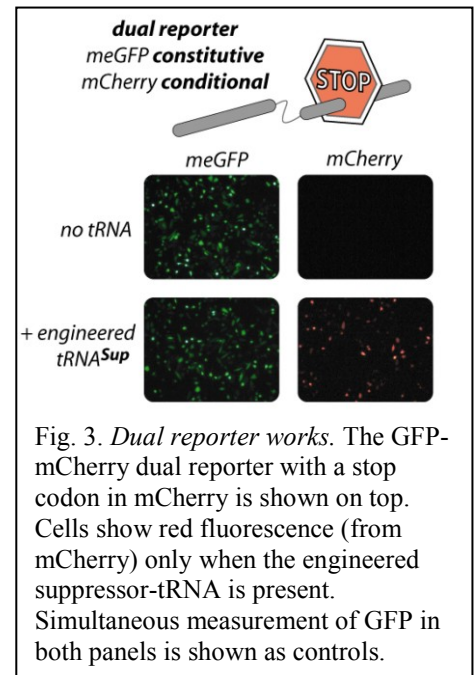 dual reporter
meGFP constitutive
mCherry conditional
STOP
meGFP mCherry
no tRNA
+ engineered
tRNASup
Fig. 3. Dual reporter works. The GFP-
mCherry dual reporter with a stop
codon in mCherry is shown on top.
Cells show red fluorescence (from
mCherry) only when the engineered
suppressor-tRNA is present.
Simultaneous measurement of GFP in
both panels is shown as controls.